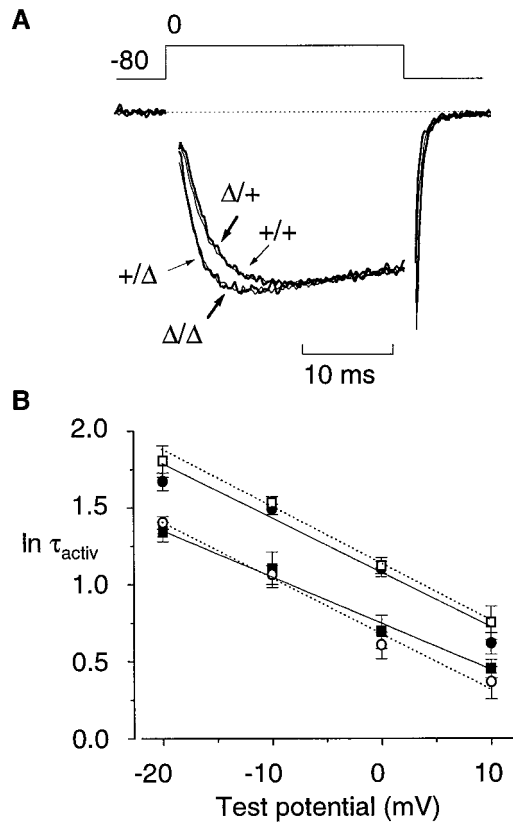 A
0
-80
Δ/+
+/+
+/Δ
Δ/Δ
10 ms
B
2.0
1.5
ln τactiv
1.0
0.5
0.0
-20 -10 0 10
Test potential (mV)